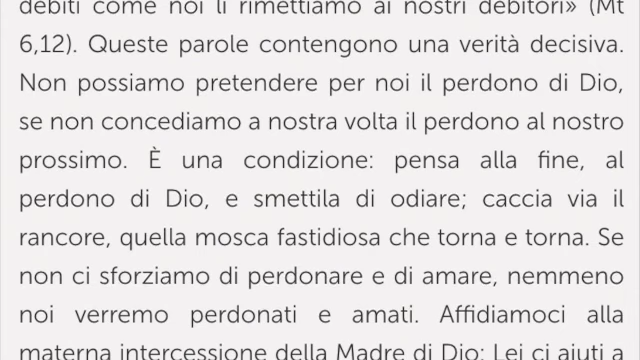 debiti come noi li rimettiamo ai nostri debitori» (Mt
6,12). Queste parole contengono una verità decisiva.
Non possiamo pretendere per noi il perdono di Dio,
se non concediamo a nostra volta il perdono al nostro
prossimo. È una condizione: pensa alla fine, al
perdono di Dio, e smettila di odiare; caccia via il
rancore, quella mosca fastidiosa che torna e torna. Se
non ci sforziamo di perdonare e di amare, nemmeno
noi verremo perdonati e amati. Affidiamoci alla
materna intercessione della Madre di Dio: Lei ci aiuti a